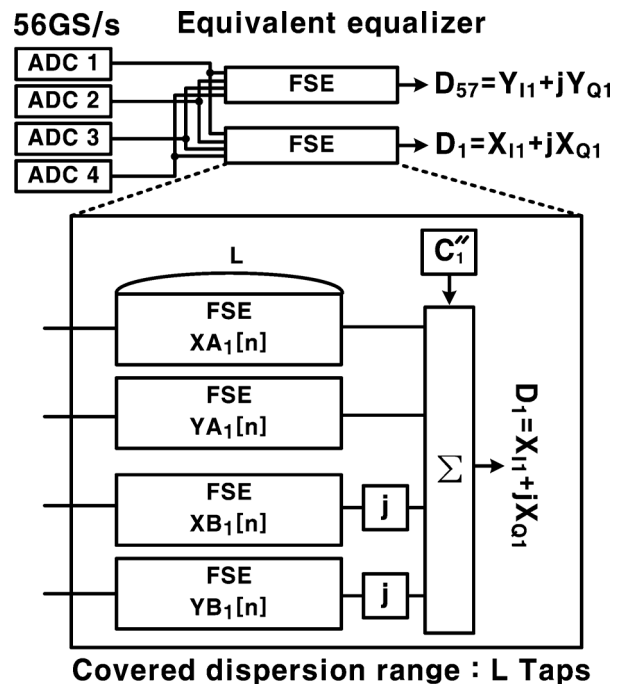 56GS/s Equivalent equalizer
ADC 1
ADC 2
ADC 3
ADC 4
FSE
D57=YI1+jYQ1
FSE
D1=XI1+jXQ1
L
C″1
FSE
XA1[n]
FSE
YA1[n]
FSE
XB1[n]
j
FSE
YB1[n]
j
Σ
D1=XI1+jXQ1
Covered dispersion range : L Taps